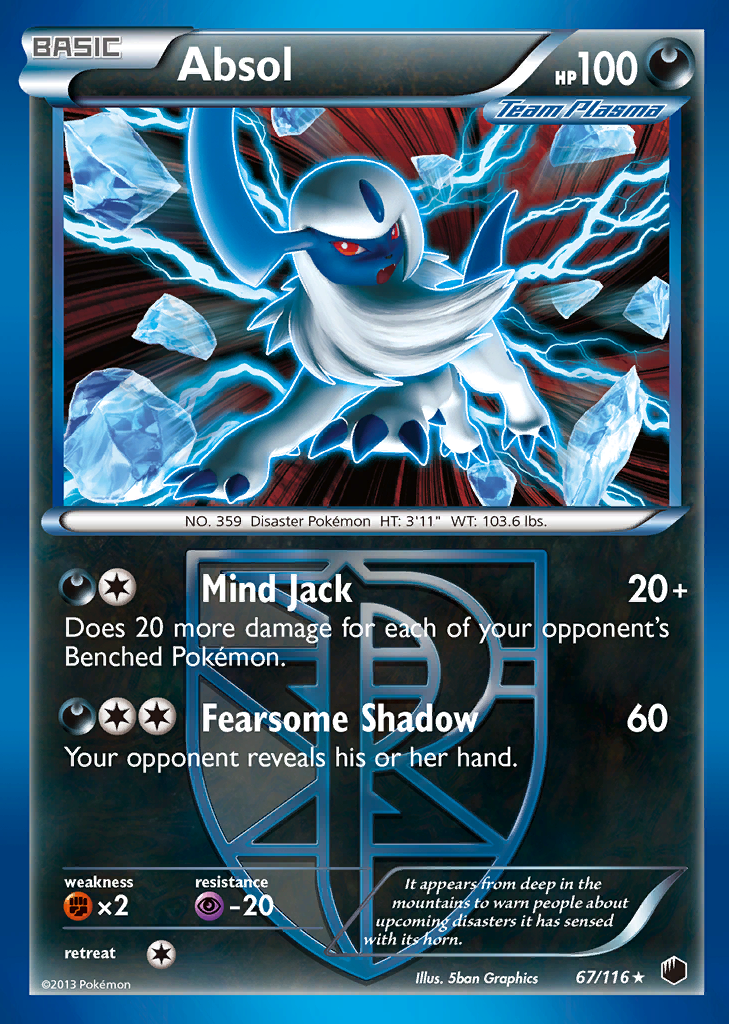 BASIC
Absol
HP100
Team Plasma
NO. 359 Disaster Pokémon HT: 3'11" WT: 103.6 lbs.
Mind Jack 20+
Does 20 more damage for each of your opponent's
Benched Pokémon.
Fearsome Shadow 60
Your opponent reveals his or her hand.
weakness
×2
resistance
-20
retreat
It appears from deep in the
mountains to warn people about
upcoming disasters it has sensed
with its horn.
©2013 Pokémon
Illus. 5ban Graphics
67/116★